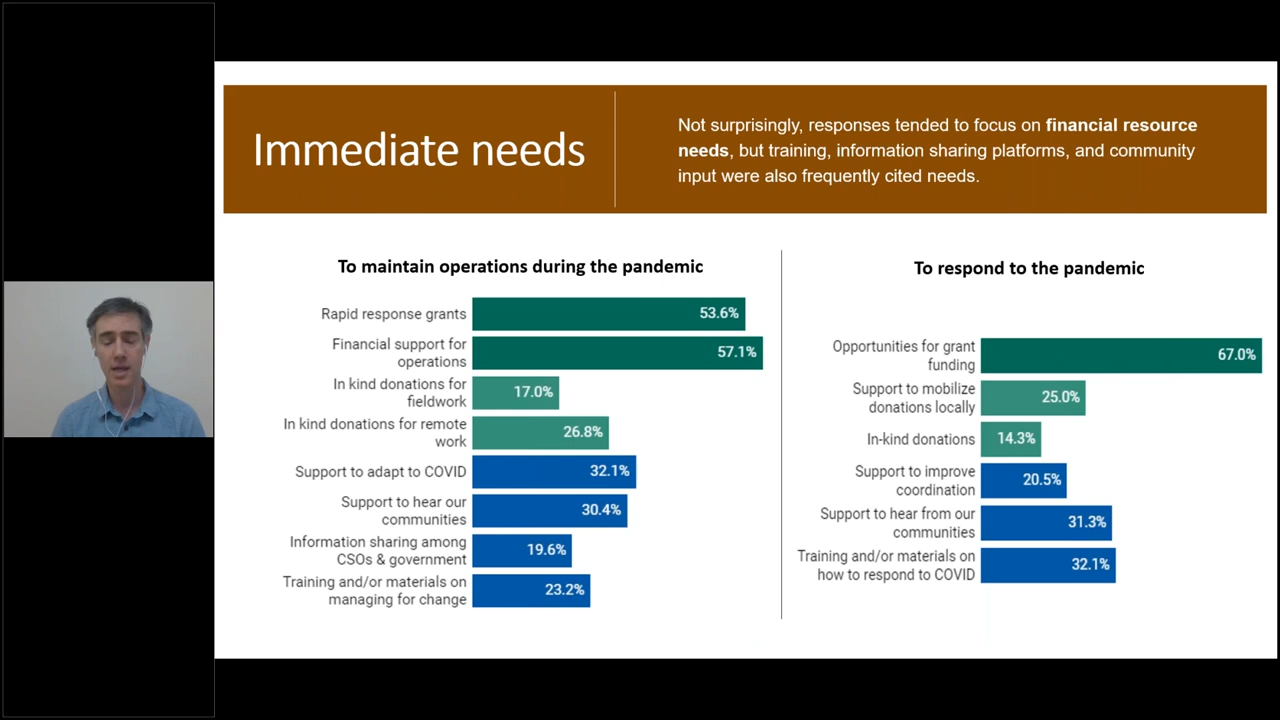 Immediate needs
Not surprisingly, responses tended to focus on financial resource
needs, but training, information sharing platforms, and community
input were also frequently cited needs.
To maintain operations during the pandemic
Rapid response grants
53.6%
Financial support for
operations
57.1%
In kind donations for
fieldwork
17.0%
In kind donations for remote
work
26.8%
Support to adapt to COVID
32.1%
Support to hear our
communities
30.4%
Information sharing among
CSOs & government
19.6%
Training and/or materials on
managing for change
23.2%
To respond to the pandemic
Opportunities for grant
funding
67.0%
Support to mobilize
donations locally
25.0%
In-kind donations
14.3%
Support to improve
coordination
20.5%
Support to hear from our
communities
31.3%
Training and/or materials on
how to respond to COVID
32.1%